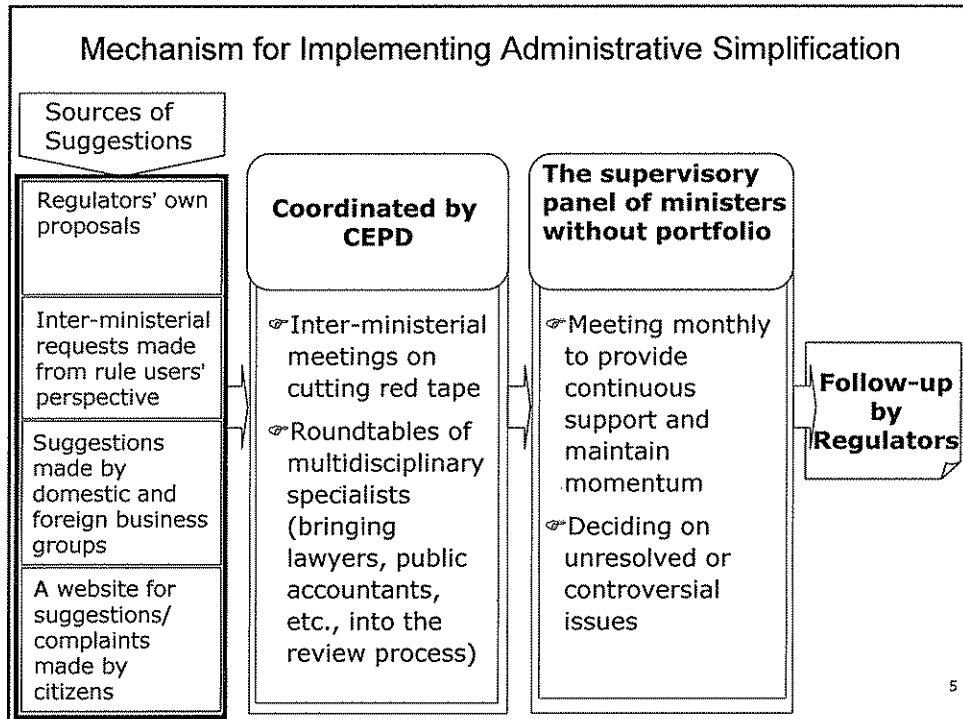 Mechanism for Implementing Administrative Simplification
Sources of
Suggestions
Regulators' own
proposals
Inter-ministerial
requests made
from rule users'
perspective
Suggestions
made by
domestic and
foreign business
groups
A website for
suggestions/
complaints
made by
citizens
Coordinated by
CEPD
☞Inter-ministerial
meetings on
cutting red tape
☞Roundtables of
multidisciplinary
specialists
(bringing
lawyers, public
accountants,
etc., into the
review process)
The supervisory
panel of ministers
without portfolio
☞Meeting monthly
to provide
continuous
support and
maintain
momentum
☞Deciding on
unresolved or
controversial
issues
Follow-up
by
Regulators
5